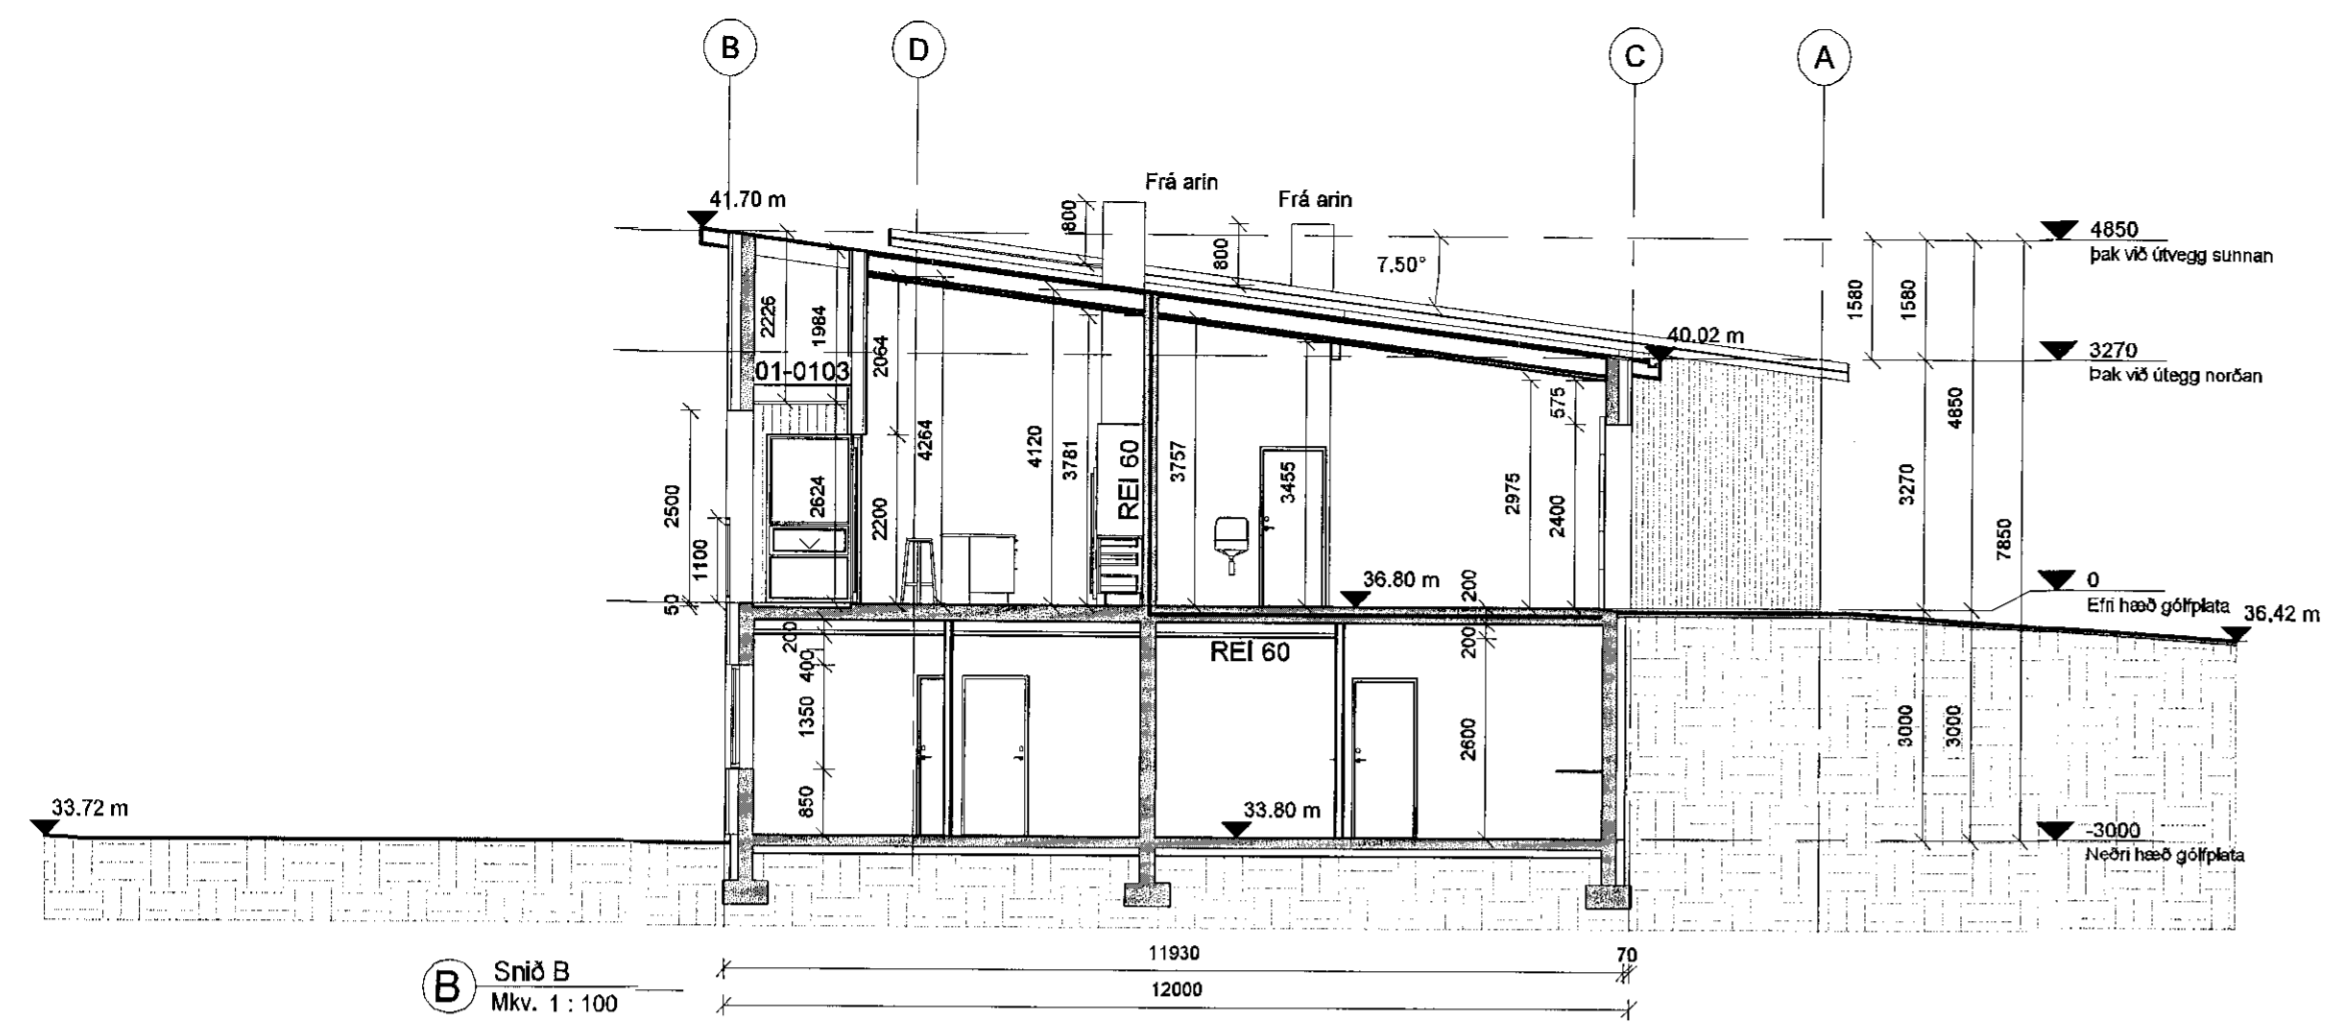 B
D
C
A
Frá arin
Frá arin
41.70 m
800
800
7.50°
4850
þak við útvegg sunnan
2226
1984
2064
1580
1580
40.02 m
3270
Þak við útegg norðan
01-0103
575
4850
4264
4120
3781
REI 60
3757
3455
2975
2400
3270
2500
2624
2200
1100
7850
50
36.80 m
200
0
Efri hæð gólfplata
36.42 m
200
400
1350
850
REI 60
200
2600
3000
3000
33.72 m
33.80 m
-3000
Neðri hæð gólfplata
11930
70
12000
B
Snið B
Mkv. 1 : 100